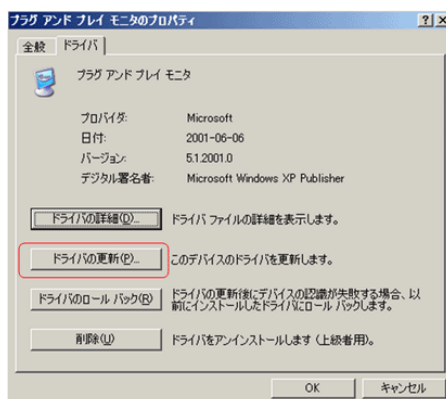 プラグ アンド プレイ モニタのプロパティ
全般
ドライバ
プラグ アンド プレイ モニタ
プロバイダ: Microsoft
日付: 2001-06-06
バージョン: 5.1.2001.0
デジタル署名者: Microsoft Windows XP Publisher
ドライバの詳細(D)... ドライバ ファイルの詳細を表示します。
ドライバの更新(P)... このデバイスのドライバを更新します。
ドライバのロール バック(R) ドライバの更新後にデバイスの認識が失敗する場合、以
前にインストールしたドライバにロール バックします。
削除(U) ドライバをアンインストールします (上級者用)。
OK キャンセル